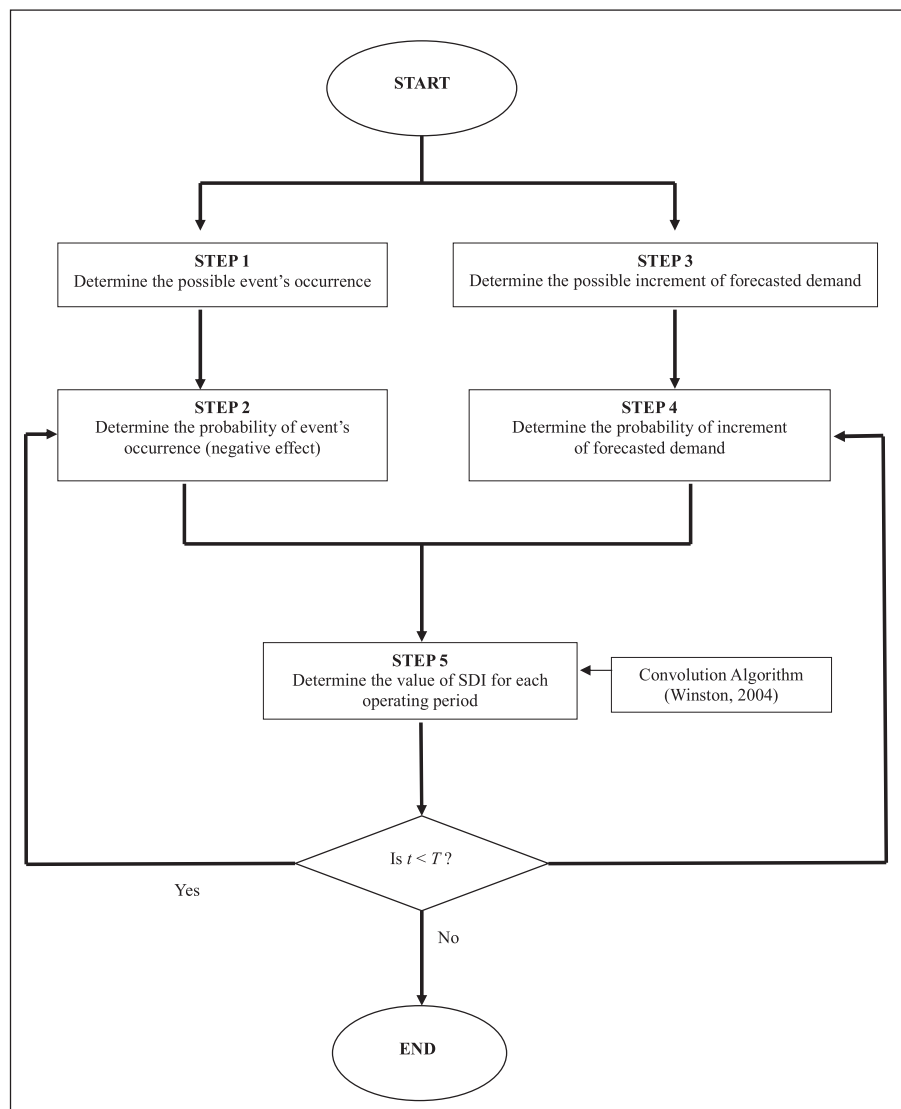 START
STEP 1
Determine the possible event's occurrence
STEP 3
Determine the possible increment of forecasted demand
STEP 2
Determine the probability of event's
occurrence (negative effect)
STEP 4
Determine the probability of increment
of forecasted demand
STEP 5
Determine the value of SDI for each
operating period
Convolution Algorithm
(Winston, 2004)
Is t < T ?
Yes
No
END